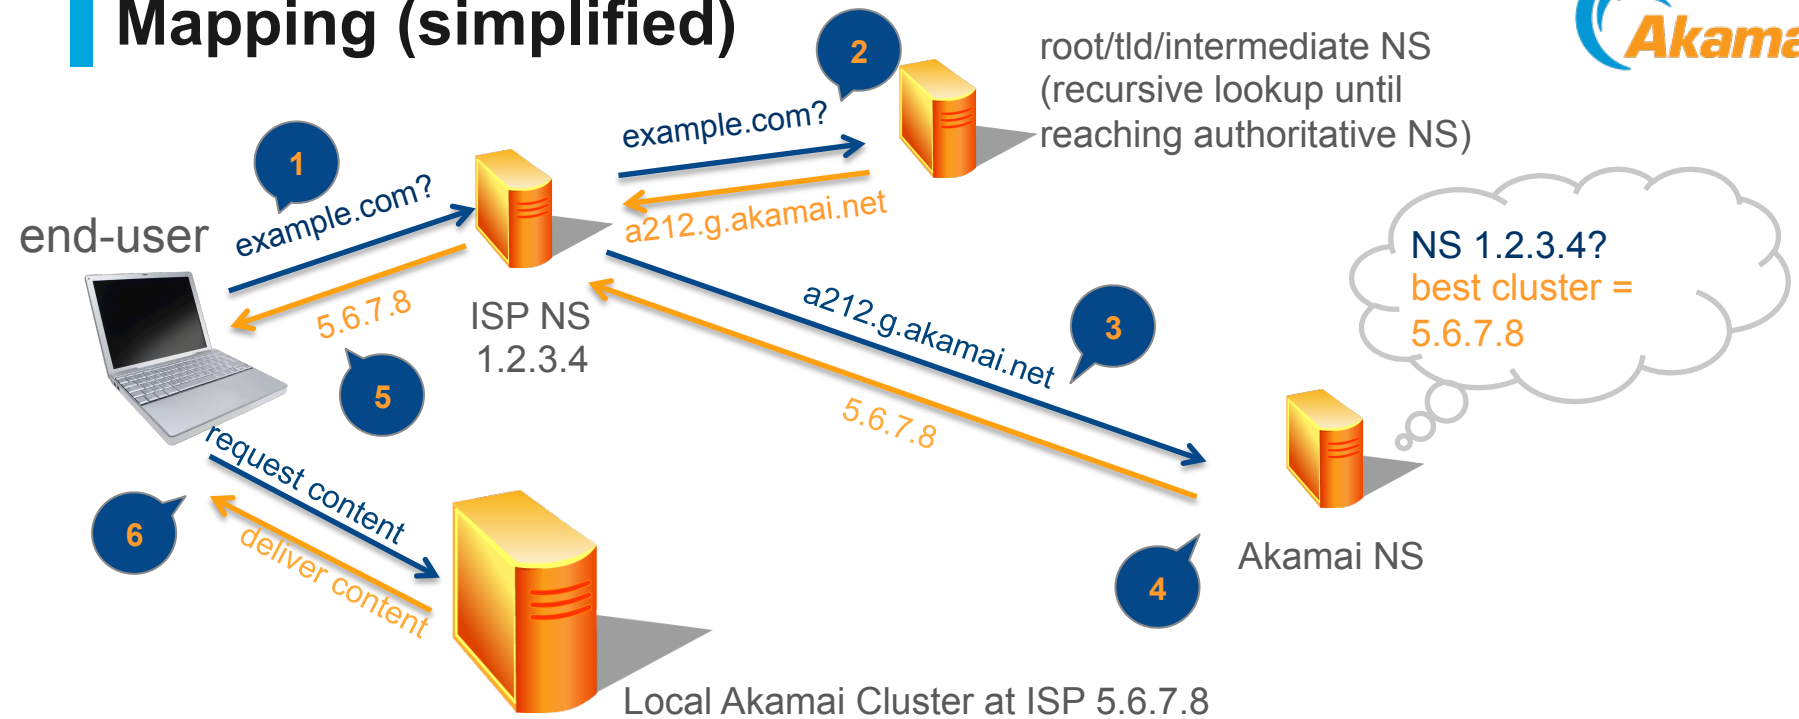 Mapping (simplified)
Akama
2
root/tld/intermediate NS
(recursive lookup until
reaching authoritative NS)
example.com?
a212.g.akamai.net
1
example.com?
end-user
5.6.7.8
ISP NS
1.2.3.4
5
NS 1.2.3.4?
best cluster =
5.6.7.8
a212.g.akamai.net
3
5.6.7.8
request content
6
deliver content
Akamai NS
4
Local Akamai Cluster at ISP 5.6.7.8